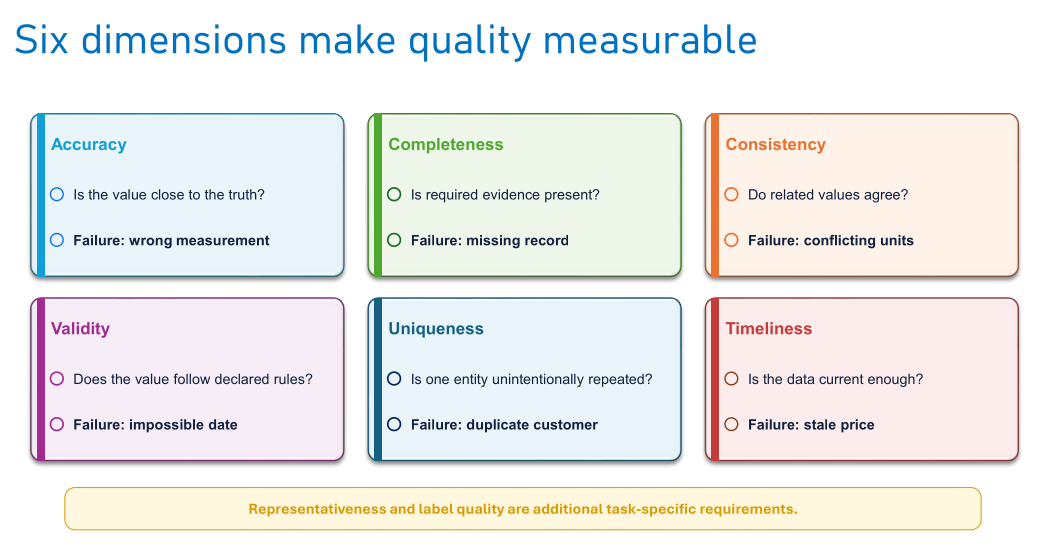 Six dimensions make quality measurable
Accuracy
Is the value close to the truth?
Failure: wrong measurement
Completeness
Is required evidence present?
Failure: missing record
Consistency
Do related values agree?
Failure: conflicting units
Validity
Does the value follow declared rules?
Failure: impossible date
Uniqueness
Is one entity unintentionally repeated?
Failure: duplicate customer
Timeliness
Is the data current enough?
Failure: stale price
Representativeness and label quality are additional task-specific requirements.